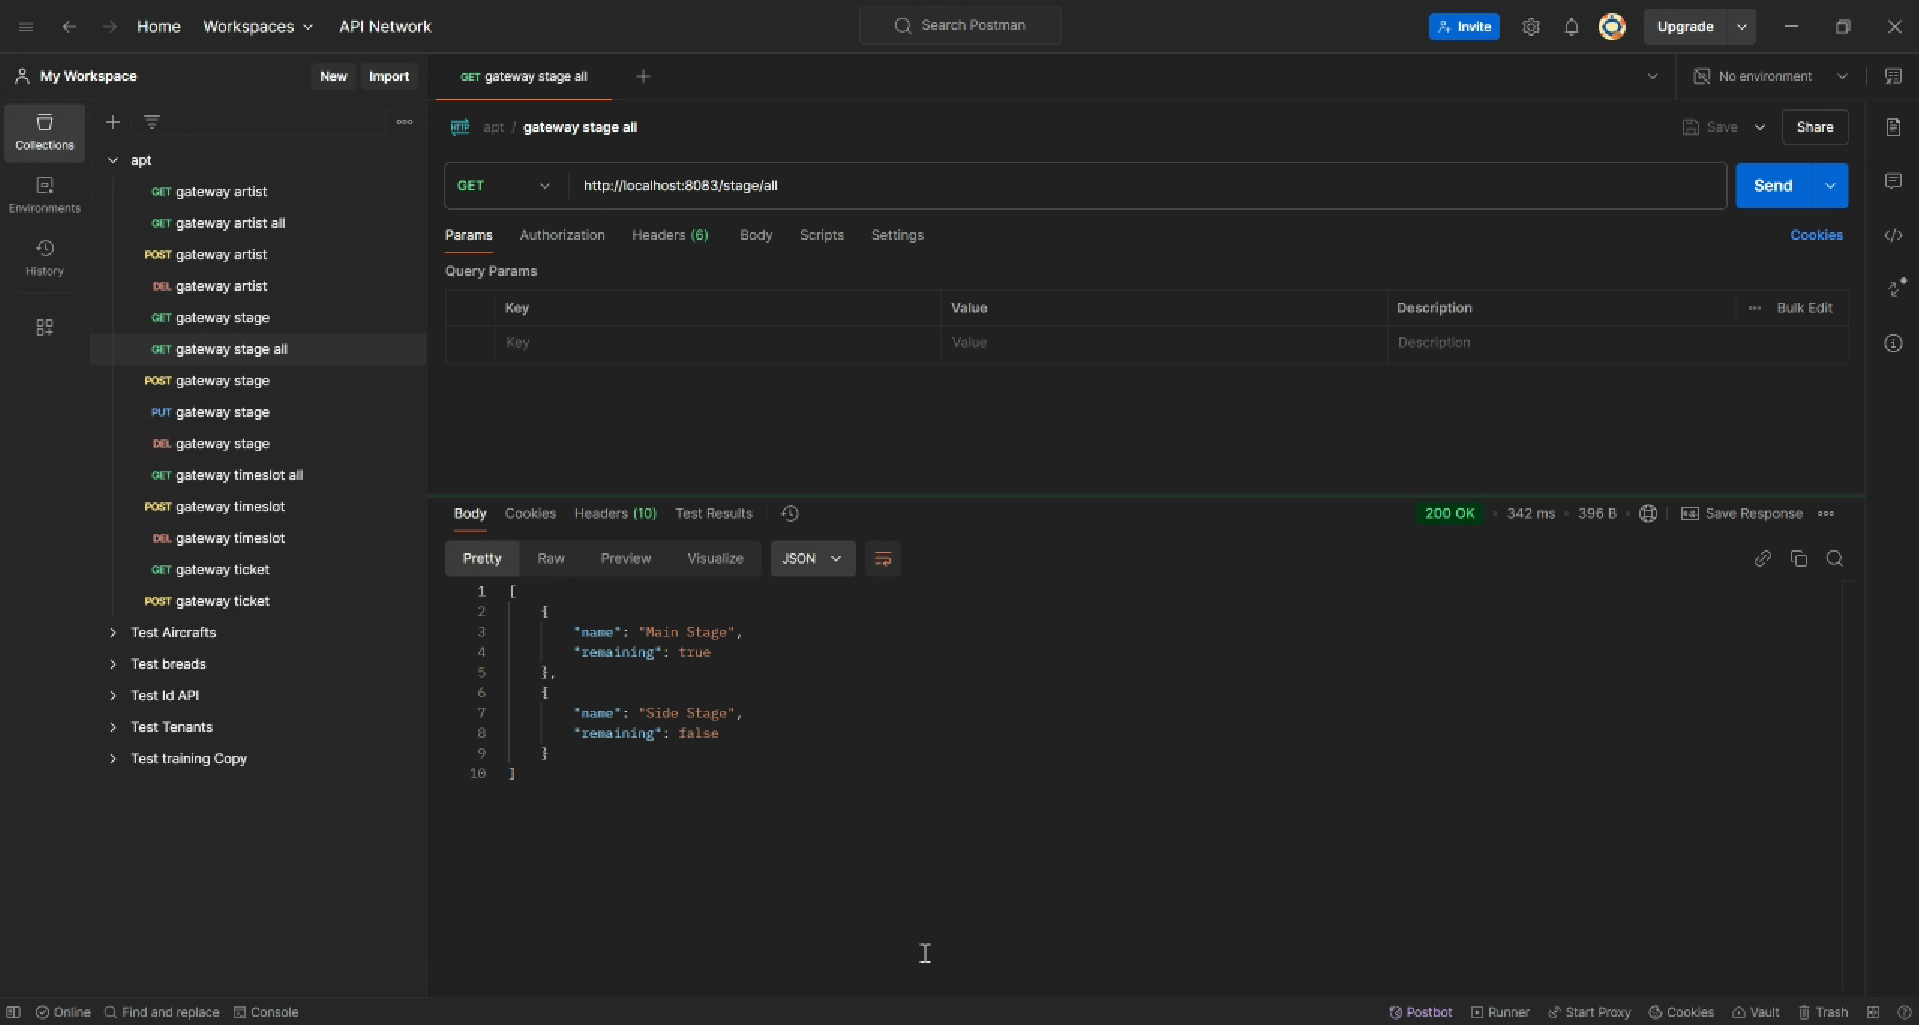 Home Workspaces API Network Search Postman Invite Upgrade
My Workspace New Import GET gateway stage all No environment
Collections
HTTP apt / gateway stage all Save Share
apt
GET gateway artist
GET http://localhost:8083/stage/all Send
Environments
GET gateway artist all
Params Authorization Headers (6) Body Scripts Settings Cookies
POST gateway artist
History
Query Params
DEL gateway artist
Key Value Description Bulk Edit
GET gateway stage
Key Value Description
GET gateway stage all
POST gateway stage
PUT gateway stage
DEL gateway stage
GET gateway timeslot all
POST gateway timeslot
Body Cookies Headers (10) Test Results 200 OK 342 ms 396 B Save Response
DEL gateway timeslot
Pretty Raw Preview Visualize JSON
GET gateway ticket
1 [
POST gateway ticket
2 {
Test Aircrafts
3 "name": "Main Stage",
4 "remaining": true
Test breads
5 },
6 {
Test Id API
7 "name": "Side Stage",
Test Tenants
8 "remaining": false
9 }
Test training Copy
10 ]
Online Find and replace Console Postbot Runner Start Proxy Cookies Vault Trash